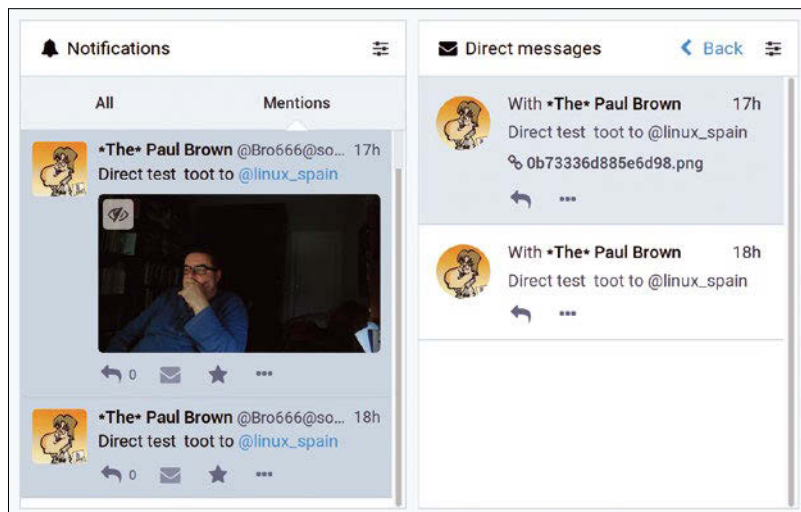 Notifications
All Mentions
*The* Paul Brown @Bro666@so... 17h
Direct test toot to @linux_spain
0
*The* Paul Brown @Bro666@so... 18h
Direct test toot to @linux_spain
0
Direct messages Back
With *The* Paul Brown 17h
Direct test toot to @linux_spain
0b73336d885e6d98.png
With *The* Paul Brown 18h
Direct test toot to @linux_spain